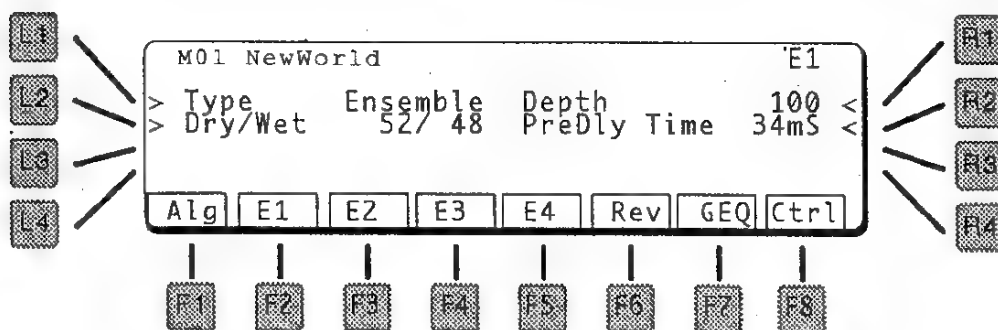 L1
L2
L3
L4
M01 NewWorld E1
> Type Ensemble Depth 100 <
> Dry/Wet 52/ 48 PreDly Time 34mS <
Alg E1 E2 E3 E4 Rev GEQ Ctrl
R1
R2
R3
R4
F1 F2 F3 F4 F5 F6 F7 F8